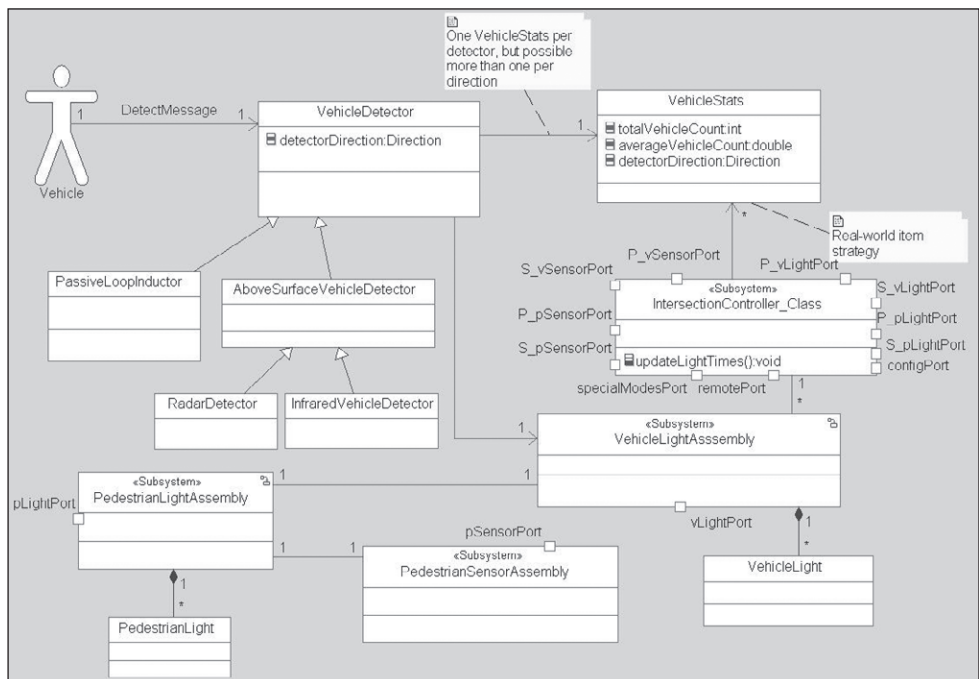 One VehicleStats per
detector, but possible
more than one per
direction
Vehicle
1
DetectMessage
1
VehicleDetector
detectorDirection:Direction
1
VehicleStats
totalVehicleCount:int
averageVehicleCount:double
detectorDirection:Direction
*
Real-world item
strategy
PassiveLoopInductor
AboveSurfaceVehicleDetector
RadarDetector
InfraredVehicleDetector
S_vSensorPort
P_vSensorPort
P_vLightPort
S_vLightPort
P_pSensorPort
P_pLightPort
S_pSensorPort
S_pLightPort
configPort
«Subsystem»
IntersectionController_Class
updateLightTimes():void
specialModesPort
remotePort
1
*
1
«Subsystem»
VehicleLightAsssembly
vLightPort
1
*
VehicleLight
1
1
«Subsystem»
PedestrianLightAssembly
pLightPort
1
*
PedestrianLight
1
1
pSensorPort
«Subsystem»
PedestrianSensorAssembly